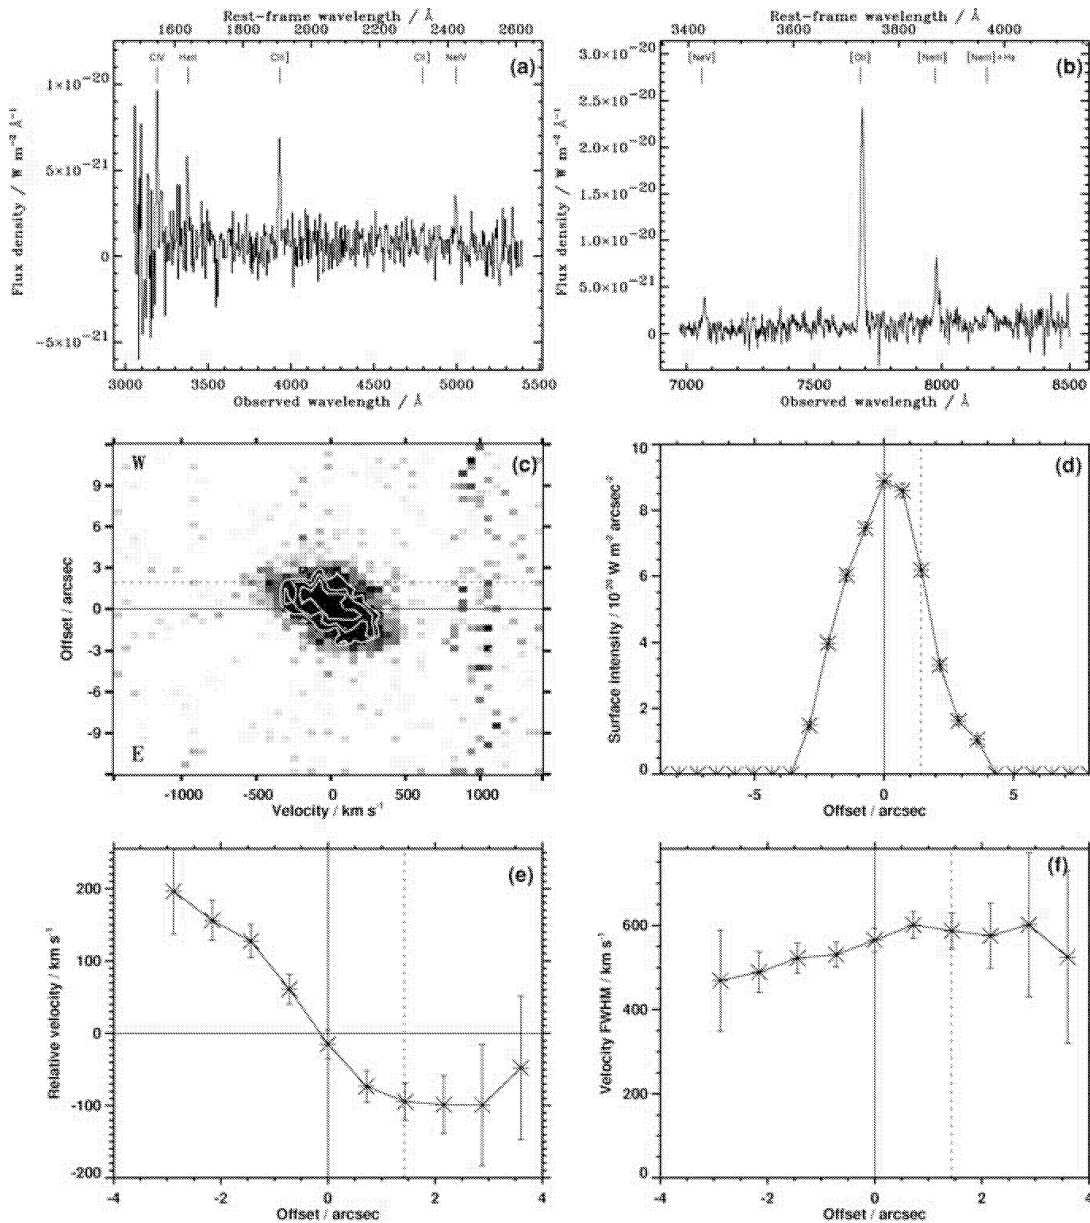 Rest-frame wavelength / Å
1600 1800 2000 2200 2400 2600
(a)
CIV HeII CIII] CII] NeIV
1×10⁻²⁰
5×10⁻²¹
0
−5×10⁻²¹
Flux density / W m⁻² Å⁻¹
3000 3500 4000 4500 5000 5500
Observed wavelength / Å
Rest-frame wavelength / Å
3400 3600 3800 4000
(b)
[NeV] [OII] [NeIII] [NeIII]+Hε
3.0×10⁻²⁰
2.5×10⁻²⁰
2.0×10⁻²⁰
1.5×10⁻²⁰
1.0×10⁻²⁰
5.0×10⁻²¹
0
Flux density / W m⁻² Å⁻¹
7000 7500 8000 8500
Observed wavelength / Å
W
(c)
9
6
3
0
-3
-6
-9
Offset / arcsec
E
-1000 -500 0 500 1000
Velocity / km s⁻¹
(d)
10
8
6
4
2
0
Surface intensity / 10⁻²⁰ W m⁻² arcsec⁻²
-5 0 5
Offset / arcsec
(e)
200
100
0
-100
-200
Relative velocity / km s⁻¹
-4 -2 0 2 4
Offset / arcsec
(f)
600
400
200
0
Velocity FWHM / km s⁻¹
-4 -2 0 2 4
Offset / arcsec